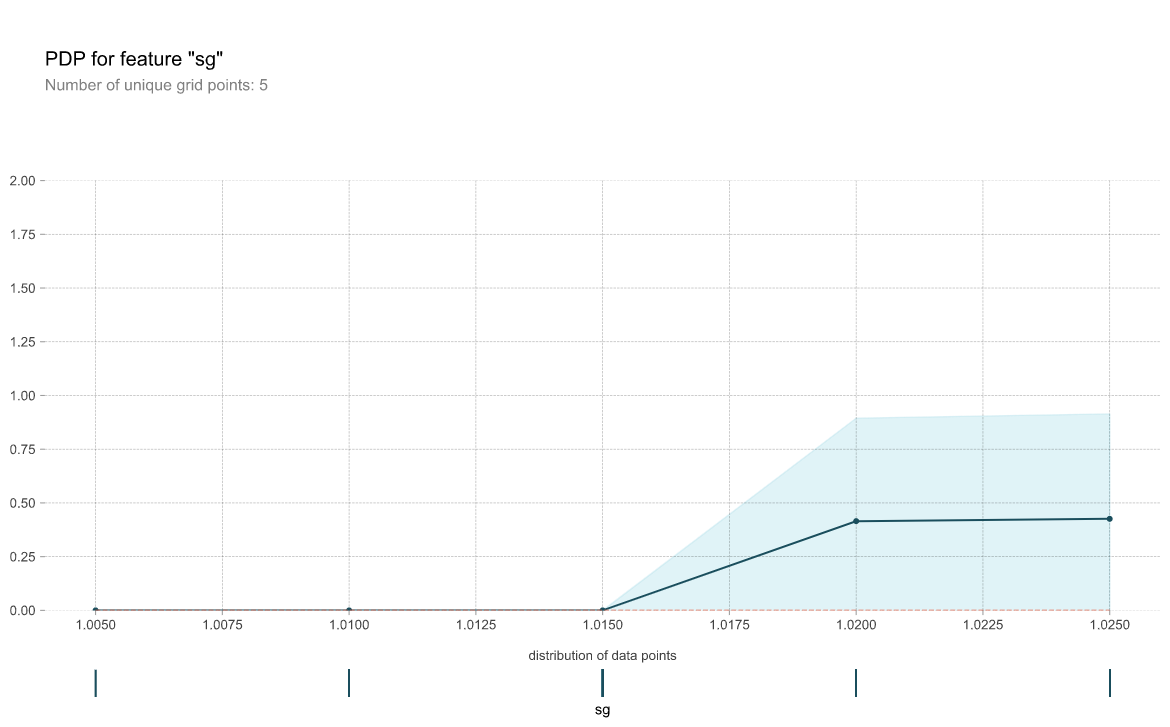 PDP for feature "sg"
Number of unique grid points: 5
2.00
1.75
1.50
1.25
1.00
0.75
0.50
0.25
0.00
1.0050 1.0075 1.0100 1.0125 1.0150 1.0175 1.0200 1.0225 1.0250
distribution of data points
sg